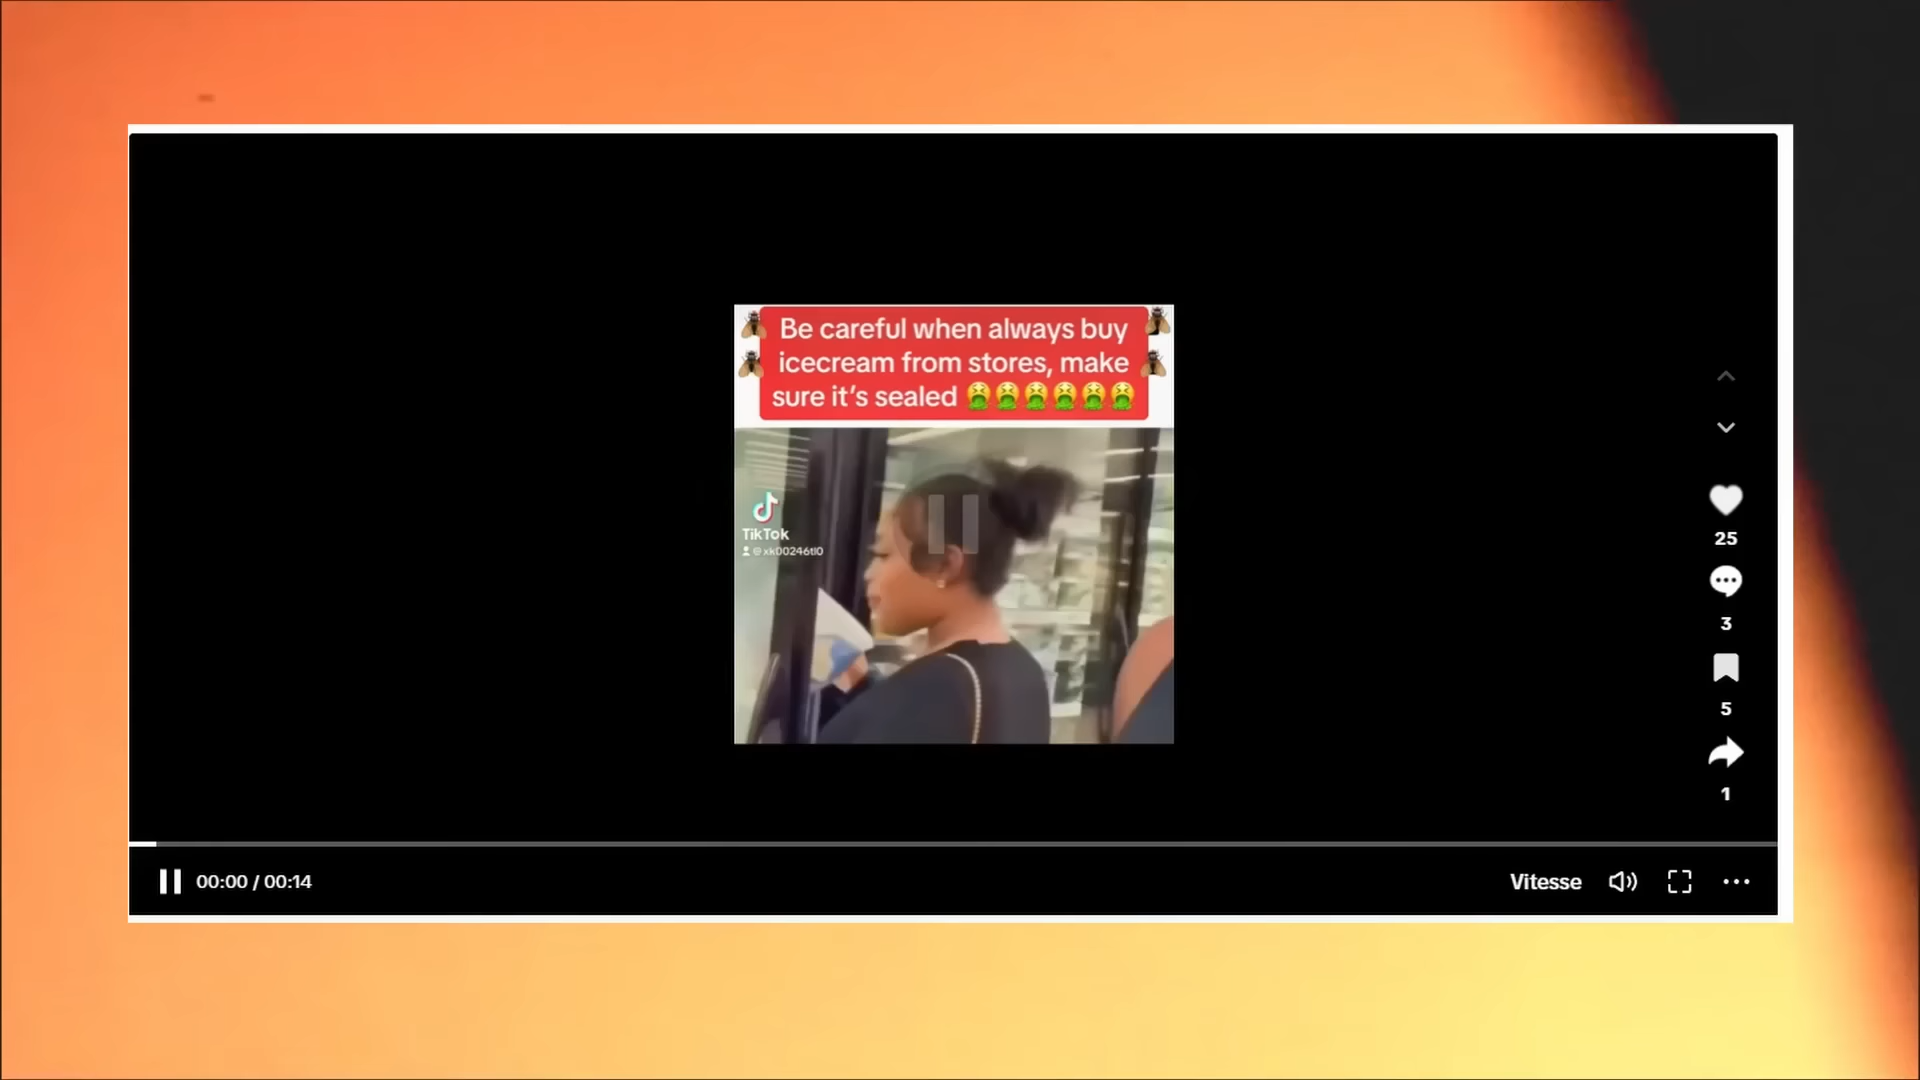 Be careful when always buy
icecream from stores, make
sure it's sealed 🤮🤮🤮🤮🤮🤮
TikTok
@xk00246tl0
25
3
5
1
00:00 / 00:14
Vitesse